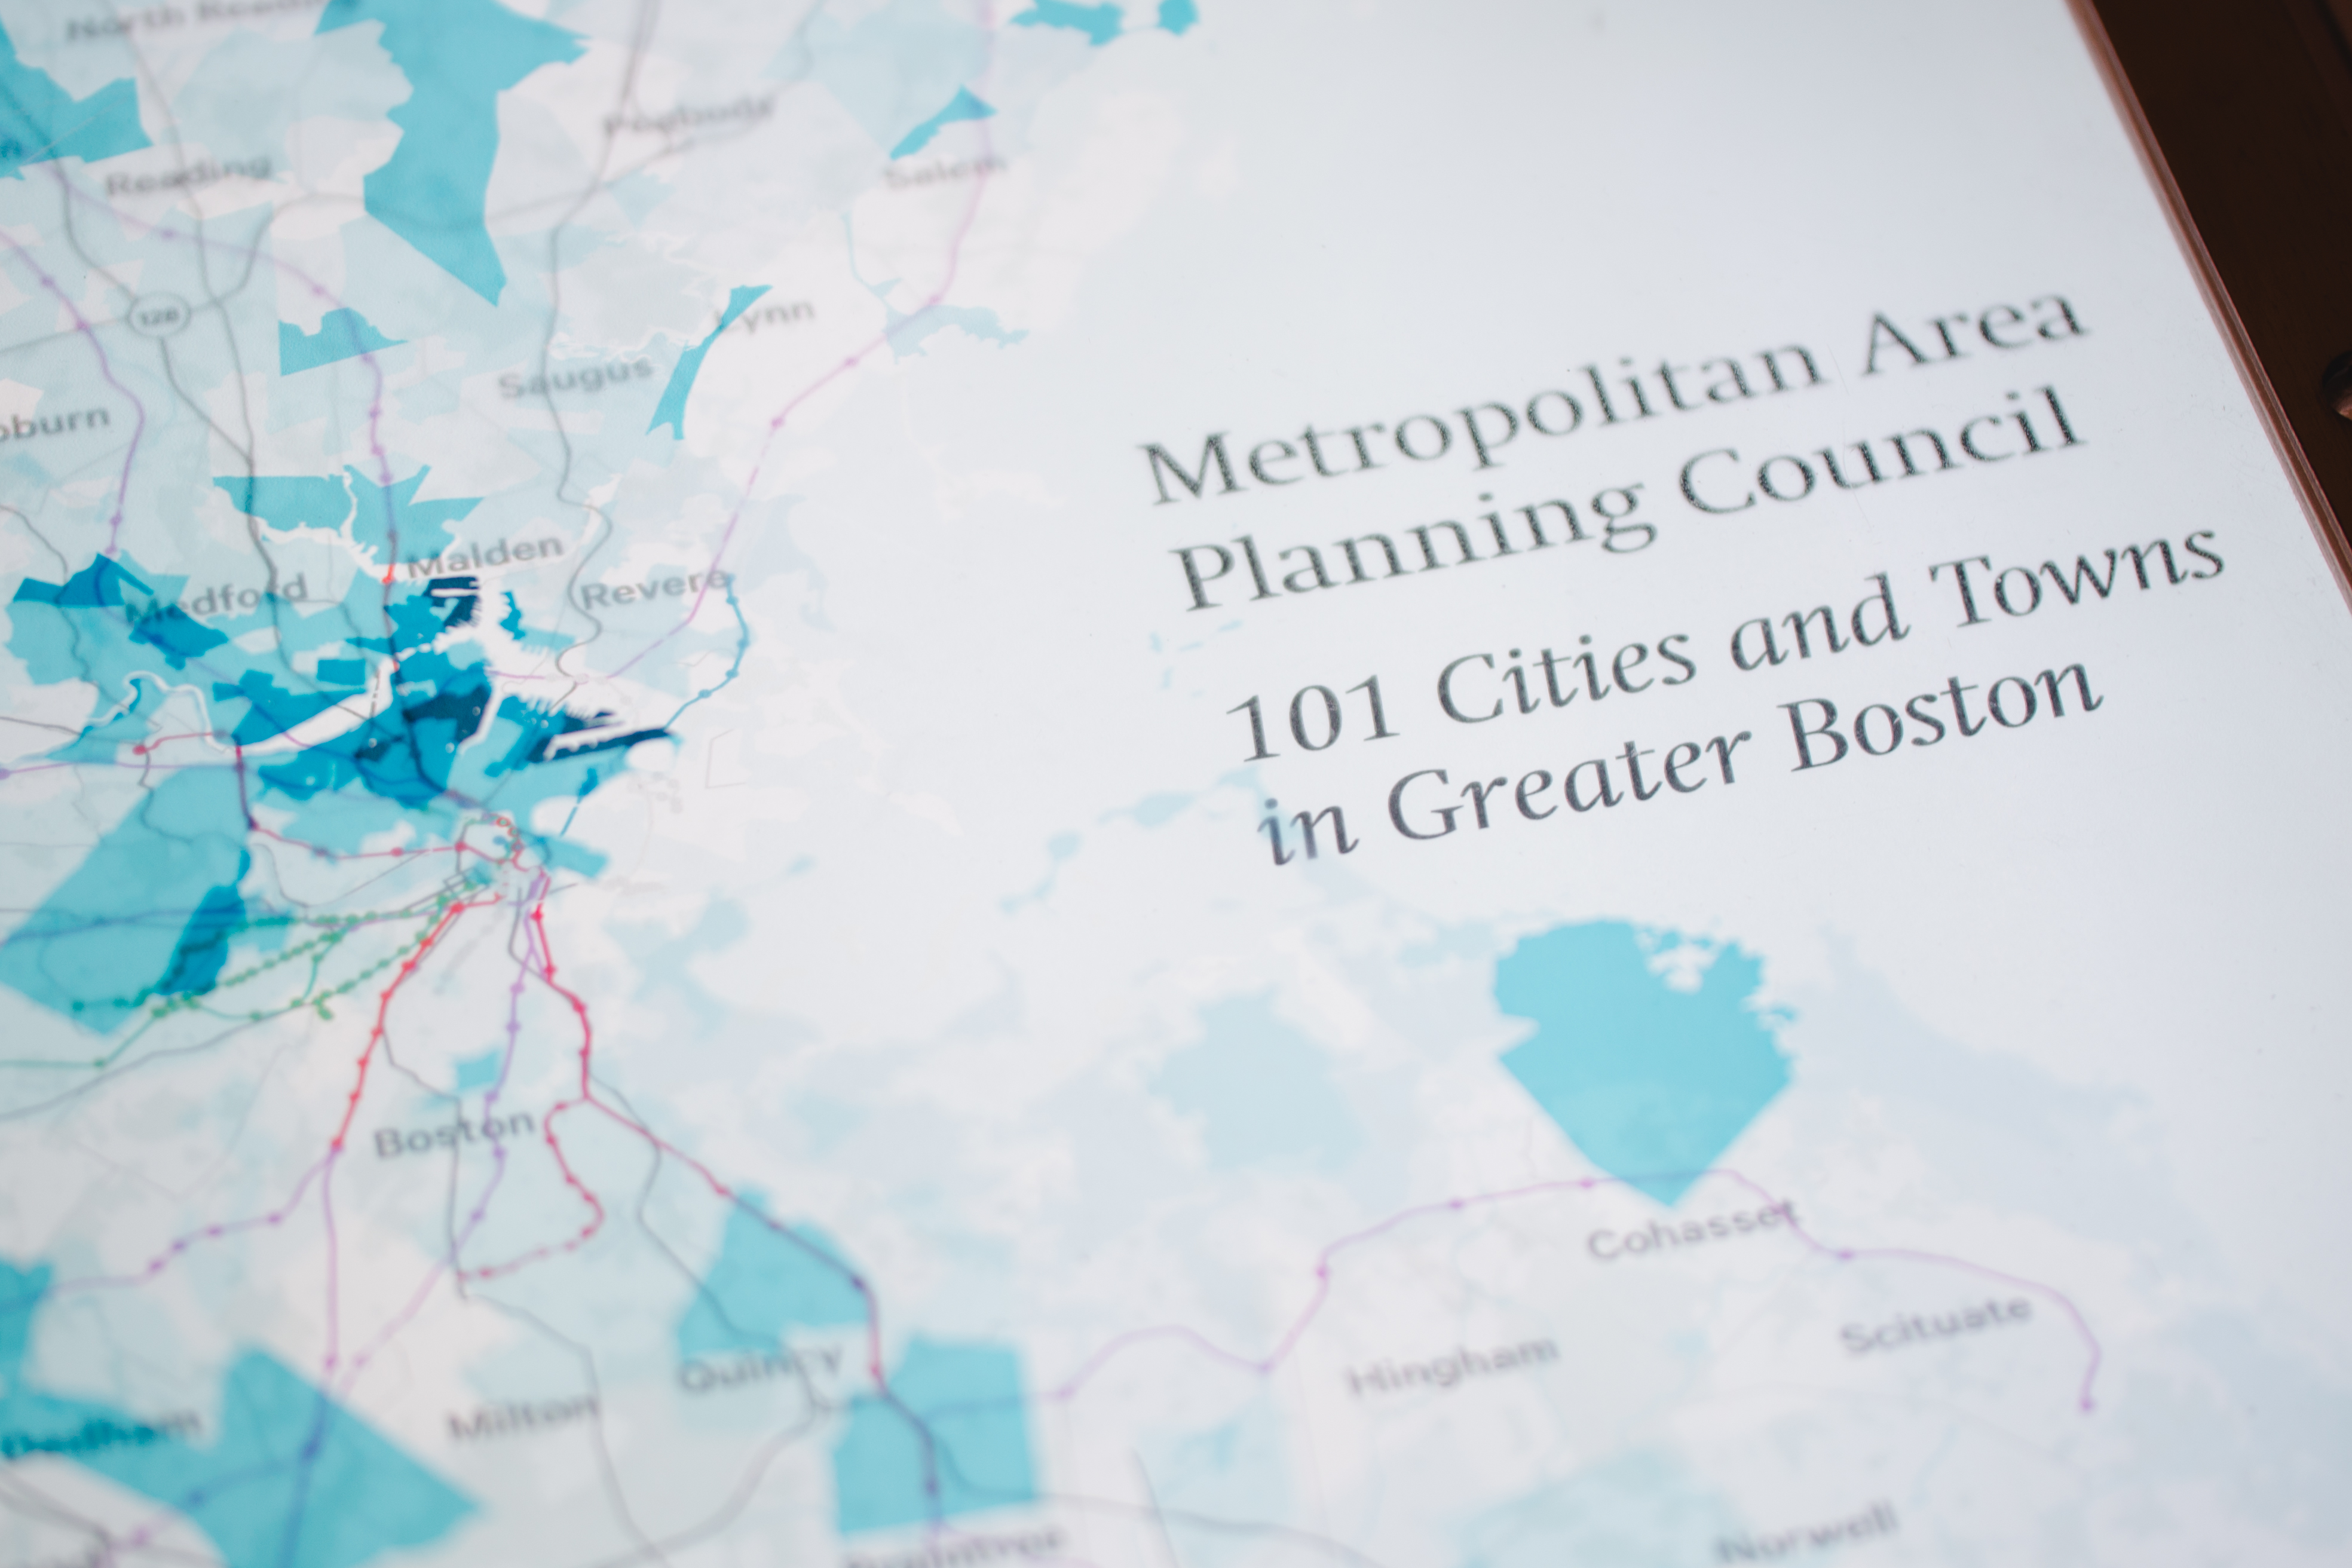 North Reading
Peabody
Reading
Salem
128
Lynn
Saugus
oburn
Malden
Medford
Revere
Metropolitan Area
Planning Council
101 Cities and Towns
in Greater Boston
Boston
Cohasset
Scituate
Quincy
Hingham
Milton
Dedham
Norwell
Braintree